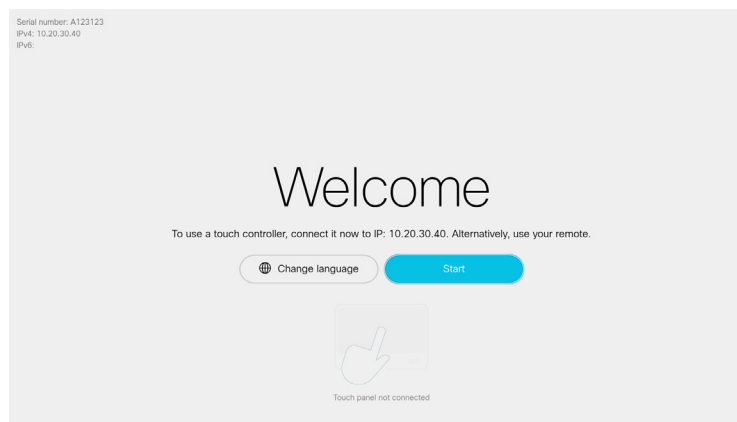 Serial number: A123123
IPv4: 10.20.30.40
IPv6:
Welcome
To use a touch controller, connect it now to IP: 10.20.30.40. Alternatively, use your remote.
Change language
Start
Touch panel not connected